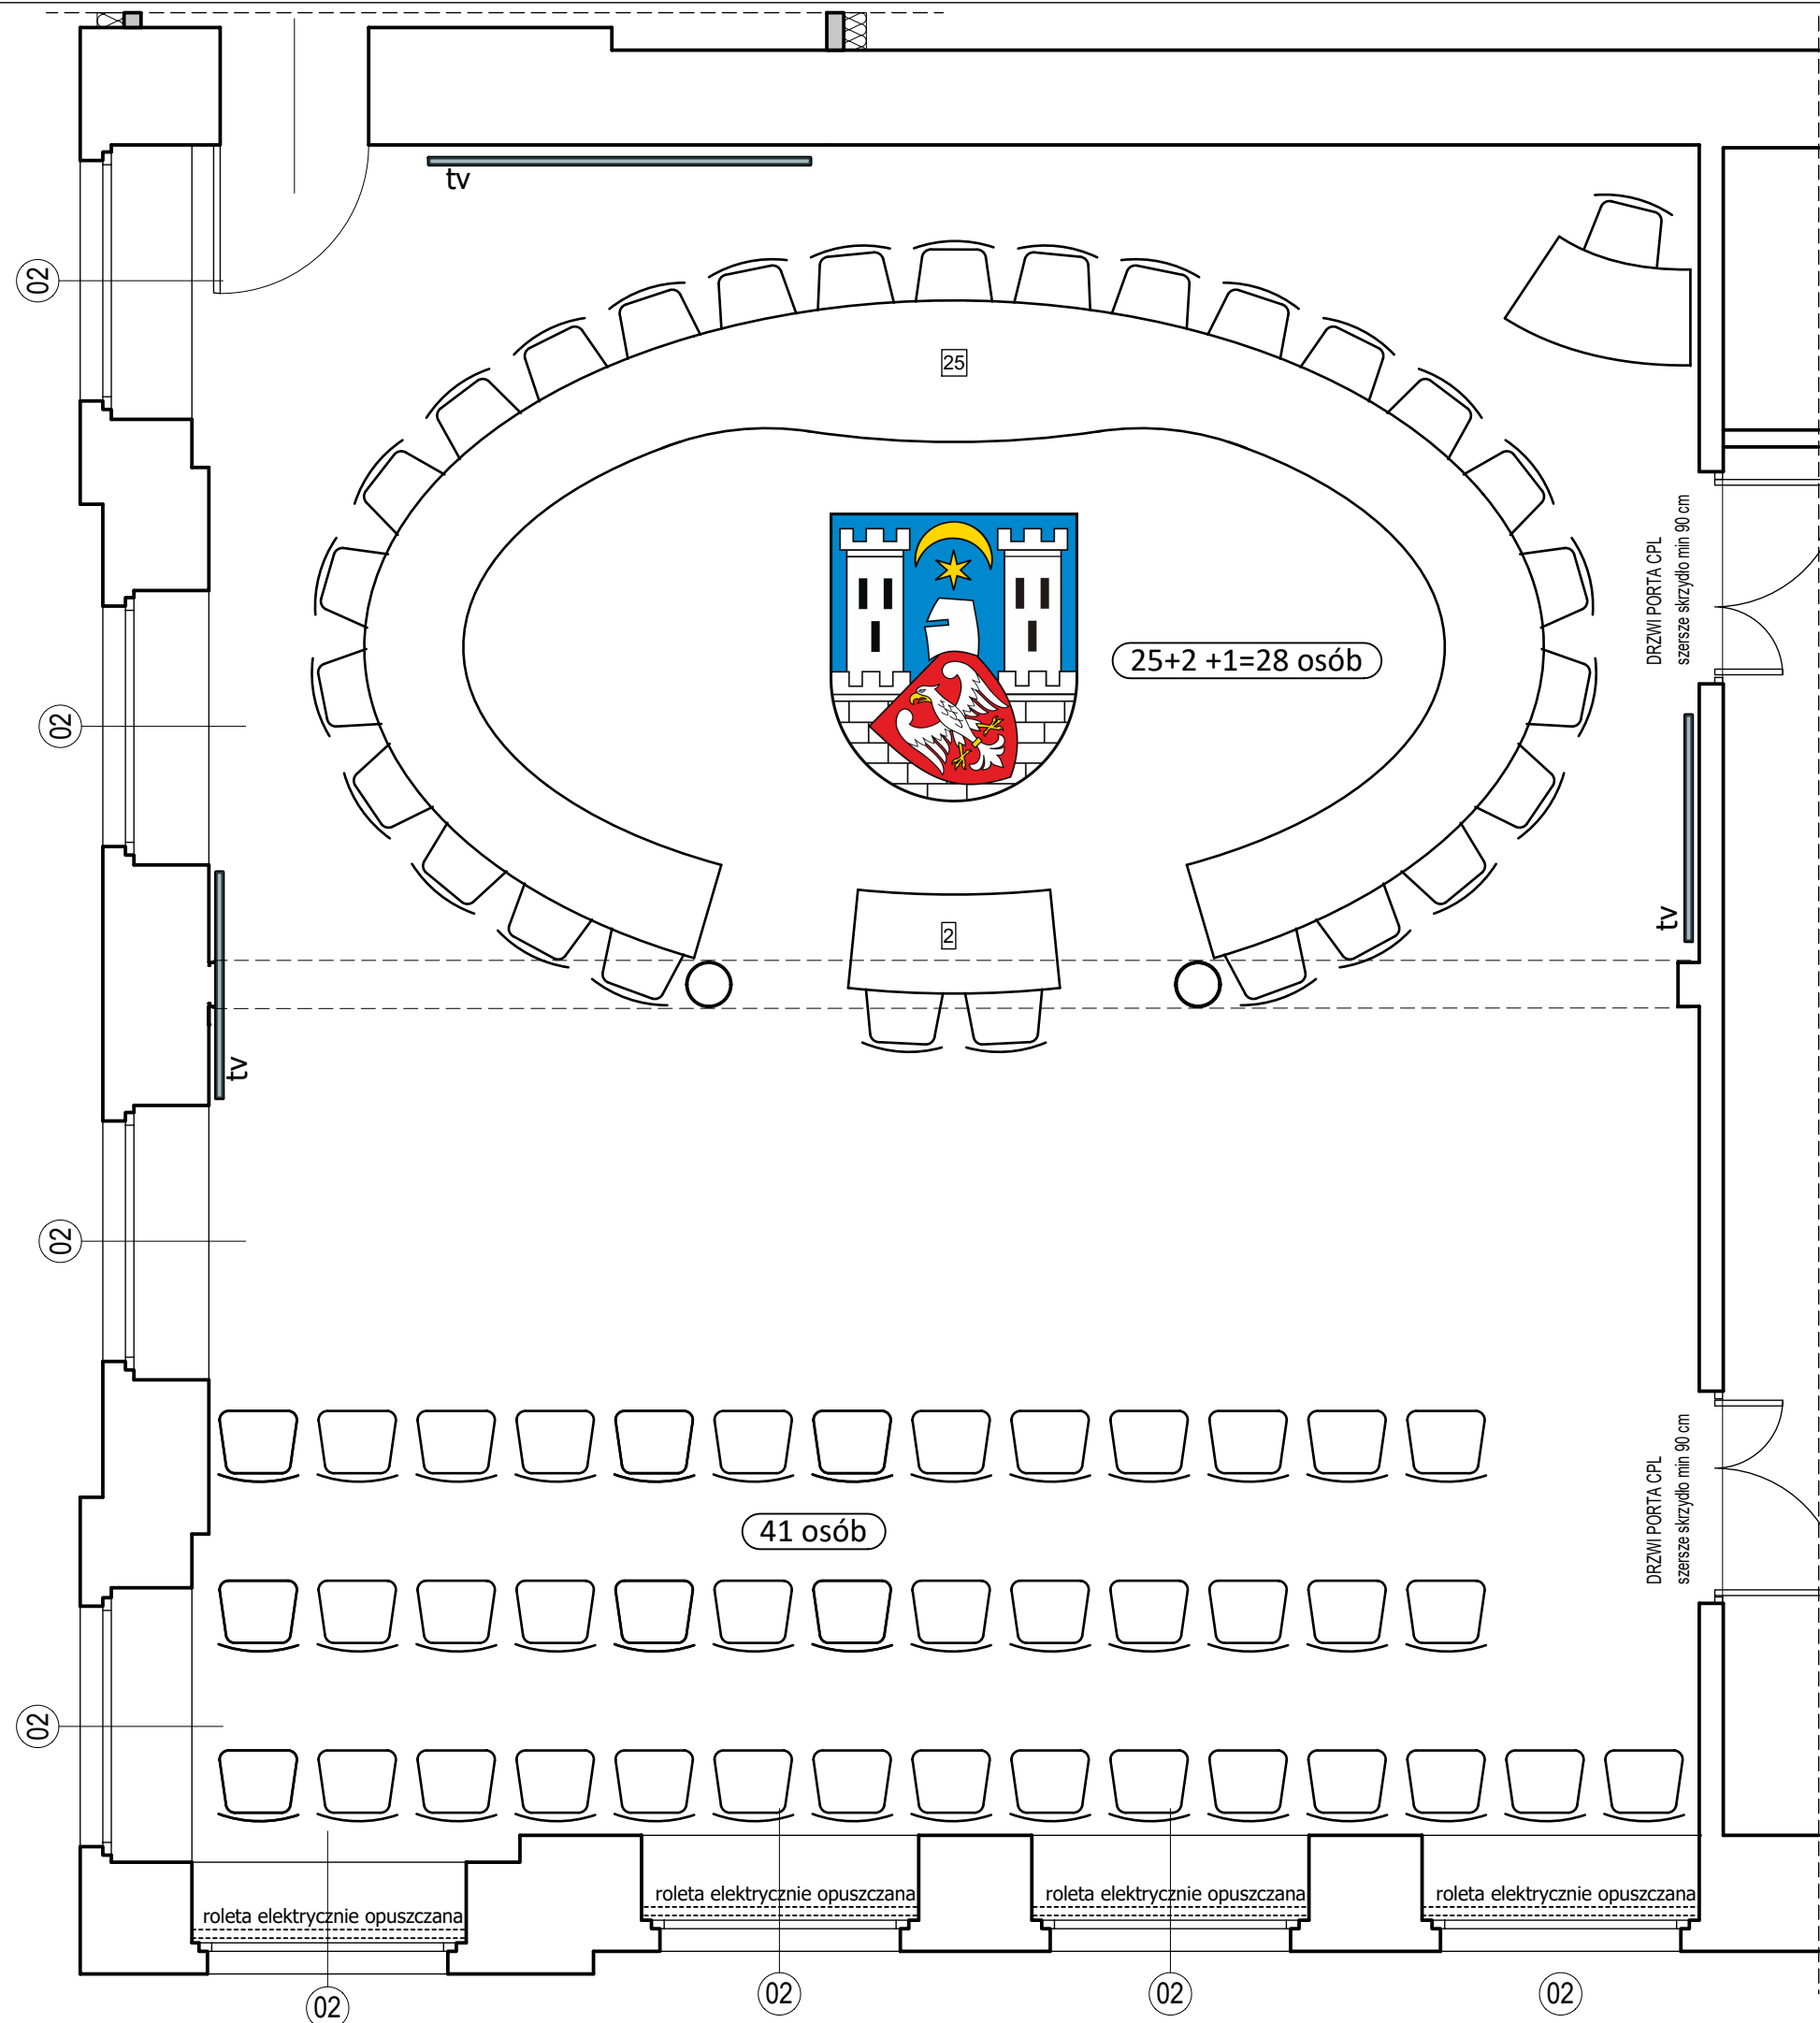 tv
02
25
DRZWI PORTA CPL
szersze skrzydło min 90 cm
25+2 +1=28 osób
02
tv
2
tv
02
DRZWI PORTA CPL
szersze skrzydło min 90 cm
41 osób
02
roleta elektrycznie opuszczana
roleta elektrycznie opuszczana
roleta elektrycznie opuszczana
roleta elektrycznie opuszczana
02
02
02
02